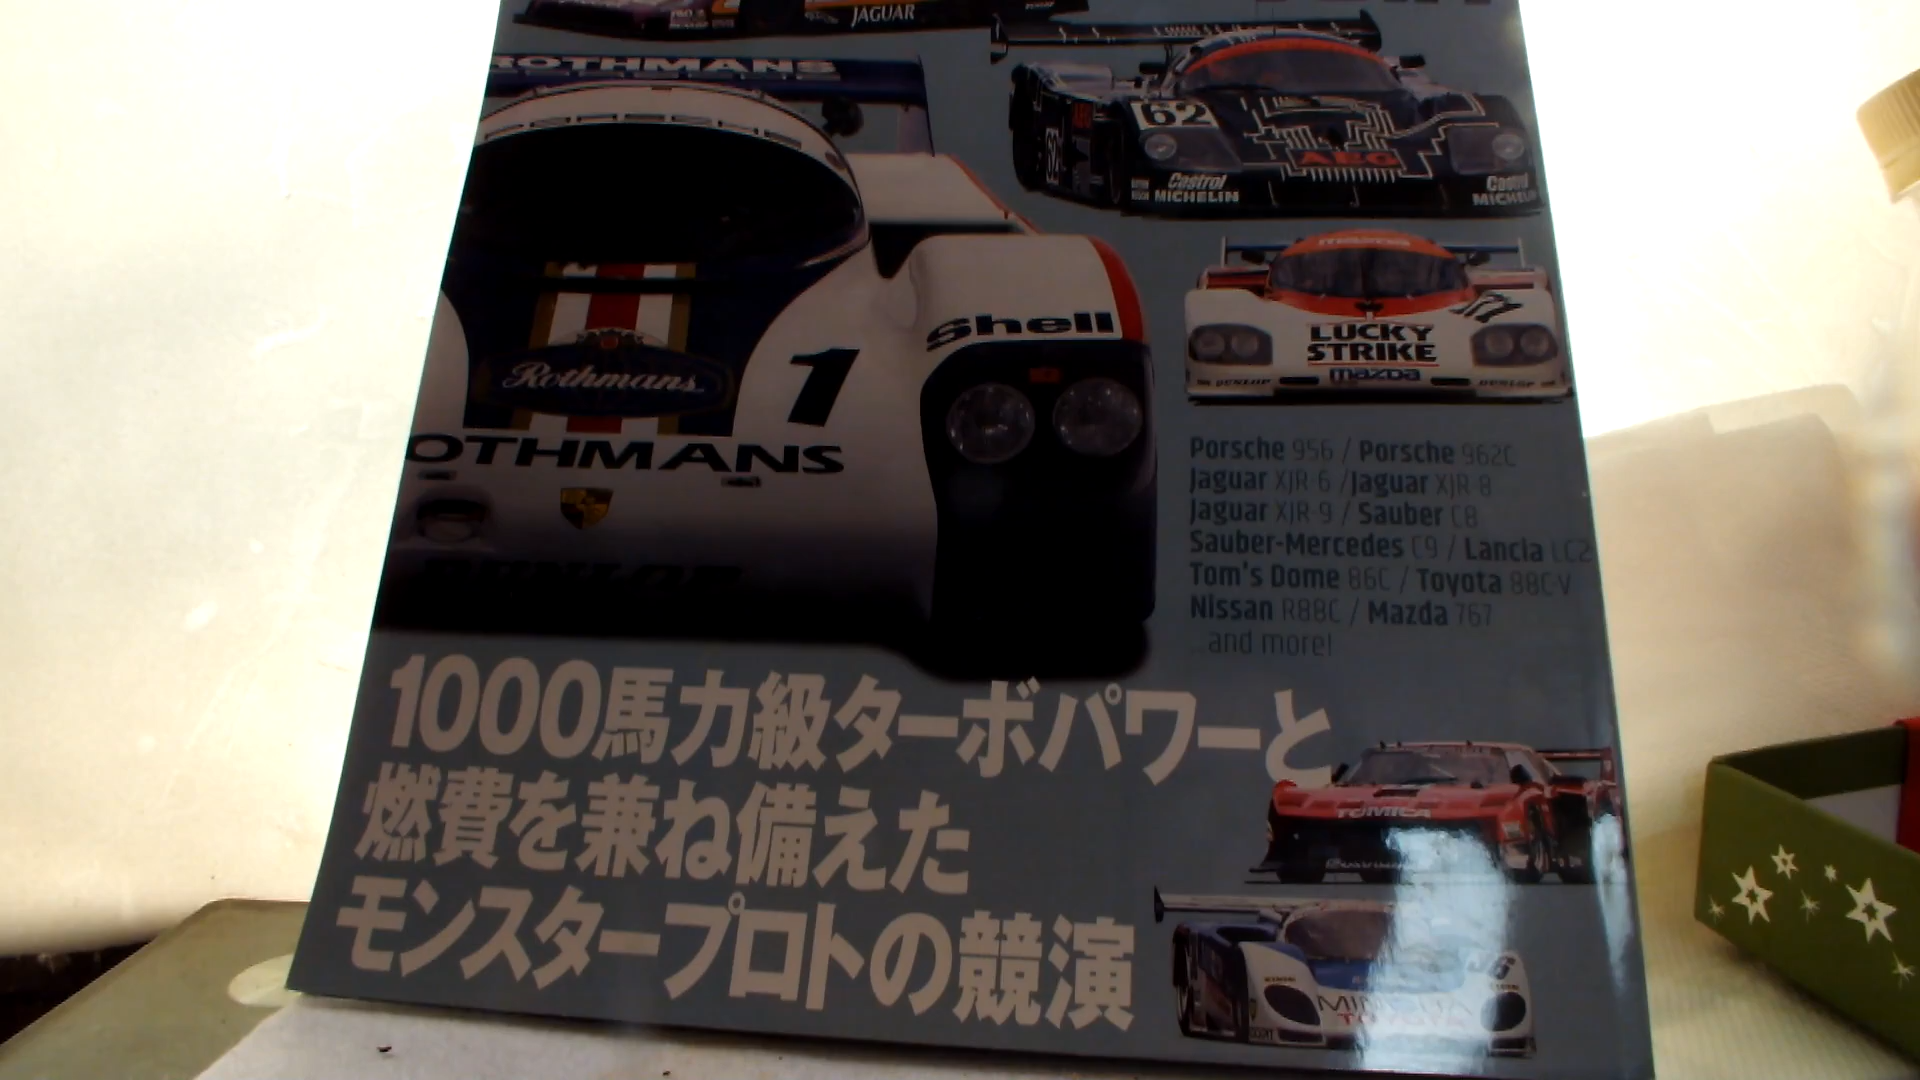 JAGUAR
ROTHMANS
62
62
AEG
Castrol
MICHELIN
mazda
LUCKY
STRIKE
mazda
DUNLOP
DUNLOP
Shell
1
Rothmans
OTHMANS
DUNLOP
Porsche 956 / Porsche 962C
Jaguar XJR-6 / Jaguar XJR-8
Jaguar XJR-9 / Sauber C8
Sauber-Mercedes C9 / Lancia LC2
Tom's Dome 86C / Toyota 88C-V
Nissan R88C / Mazda 767
...and more!
1000馬力級ターボパワーと
燃費を兼ね備えた
モンスタープロトの競演
TOMICA
36
MINOLTA
TOYOTA